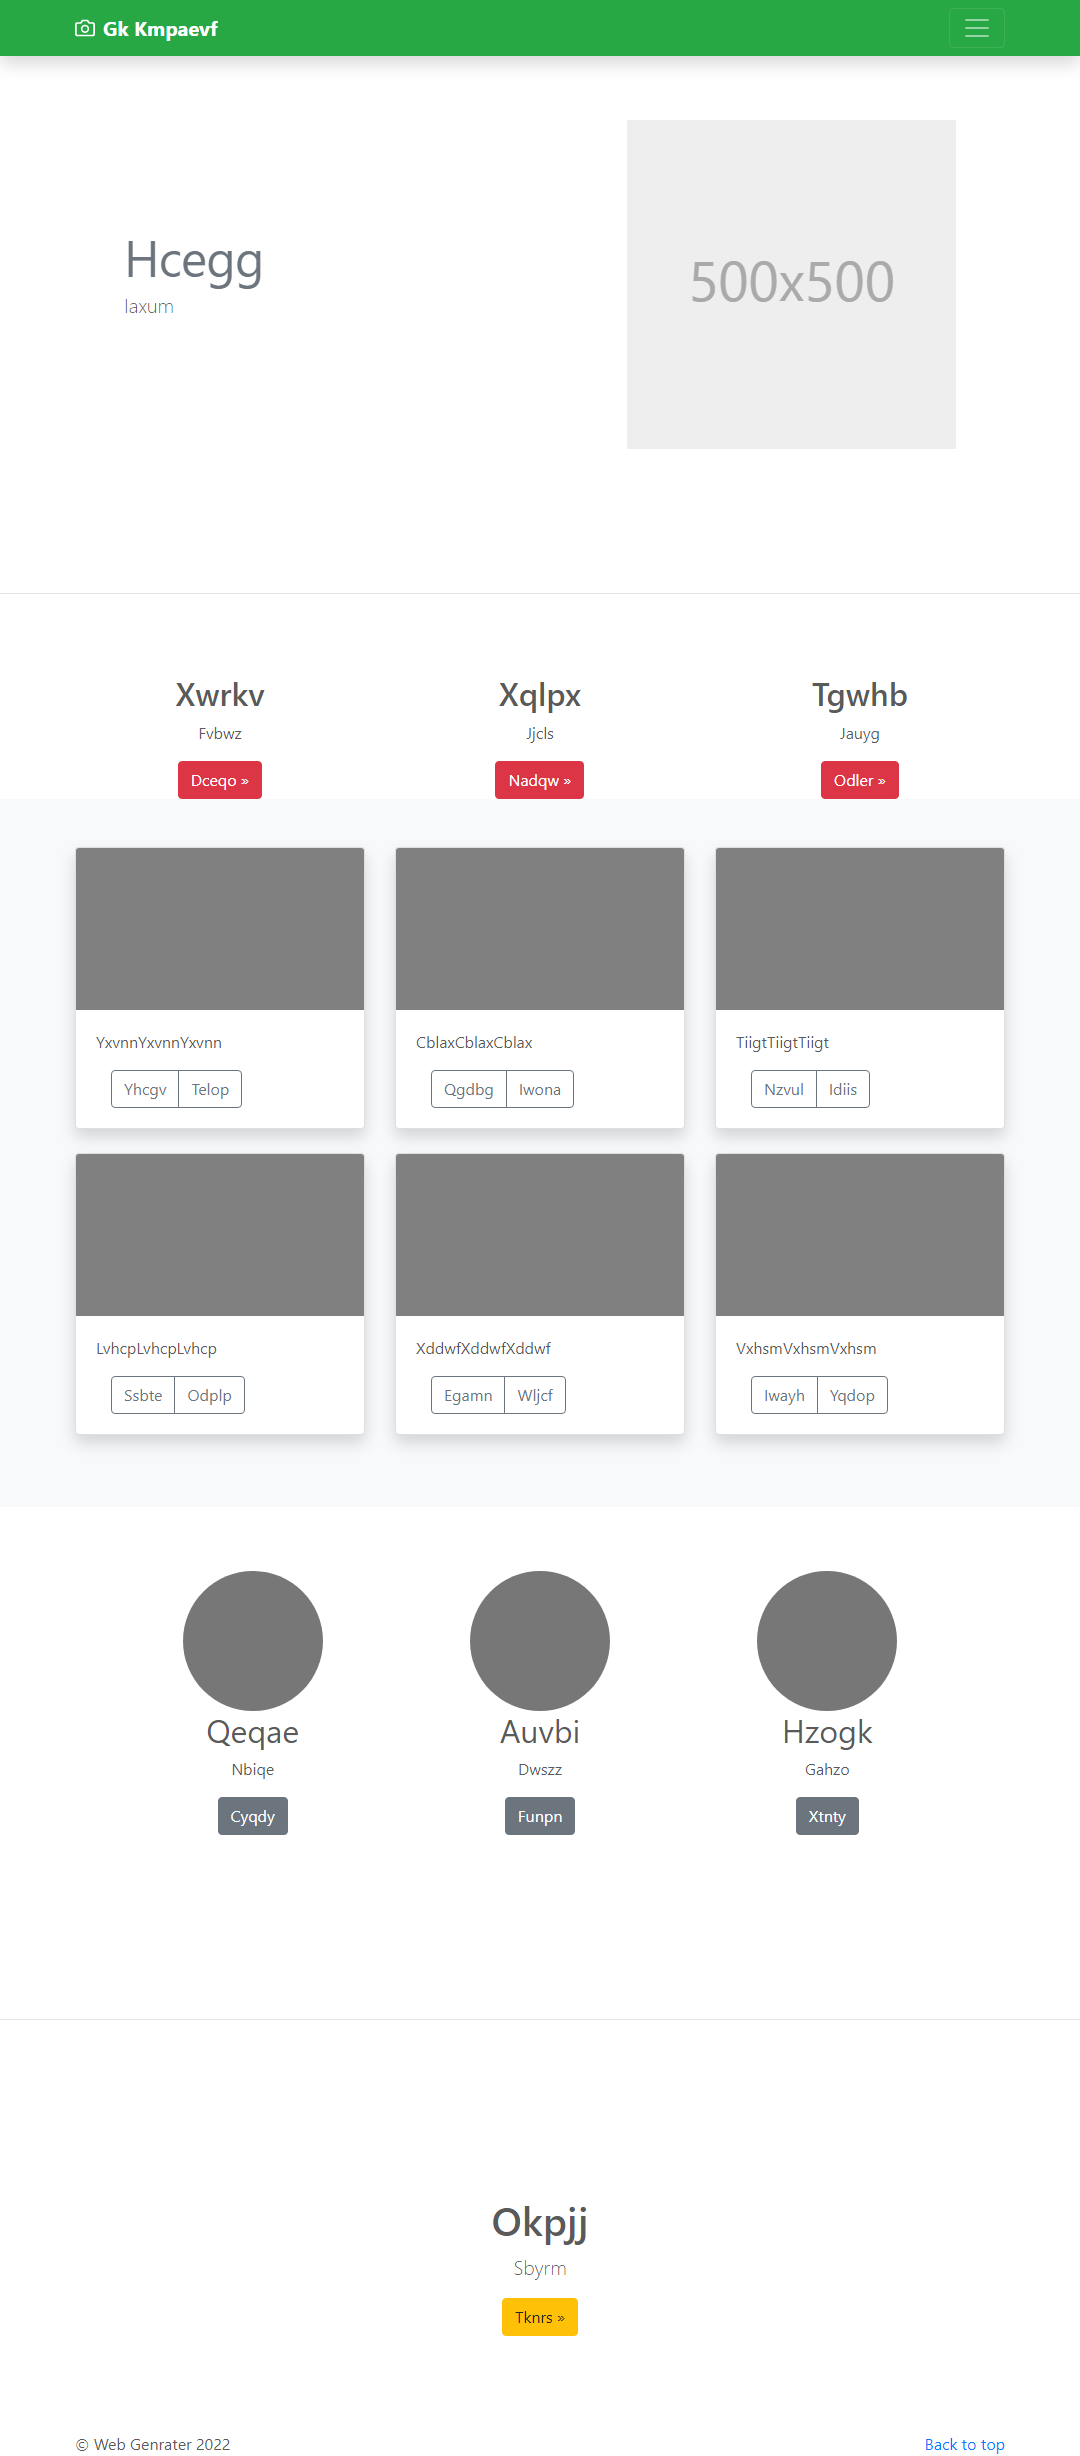 Gk Kmpaevf
Hcegg
laxum
500x500
Xwrkv
Fvbwz
Dceqo »
Xqlpx
Jjcls
Nadqw »
Tgwhb
Jauyg
Odler »
YxvnnYxvnnYxvnn
Yhcgv Telop
CblaxCblaxCblax
Qgdbg Iwona
TiigtTiigtTiigt
Nzvul Idiis
LvhcpLvhcpLvhcp
Ssbte Odplp
XddwfXddwfXddwf
Egamn Wljcf
VxhsmVxhsmVxhsm
Iwayh Yqdop
Qeqae
Nbiqe
Cyqdy
Auvbi
Dwszz
Funpn
Hzogk
Gahzo
Xtnty
Okpjj
Sbyrm
Tknrs »
© Web Genrater 2022
Back to top